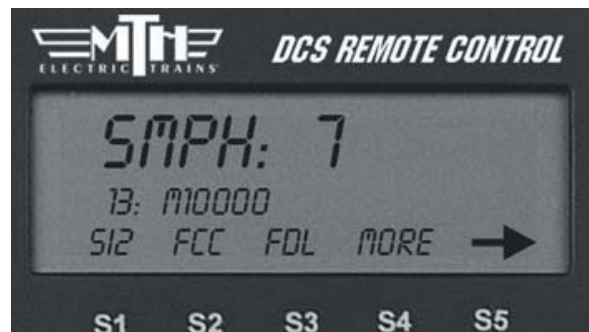 MTH DCS REMOTE CONTROL
ELECTRIC TRAINS
SMPH: 7
13: M10000
SI2 FCC FDL MORE
S1 S2 S3 S4 S5